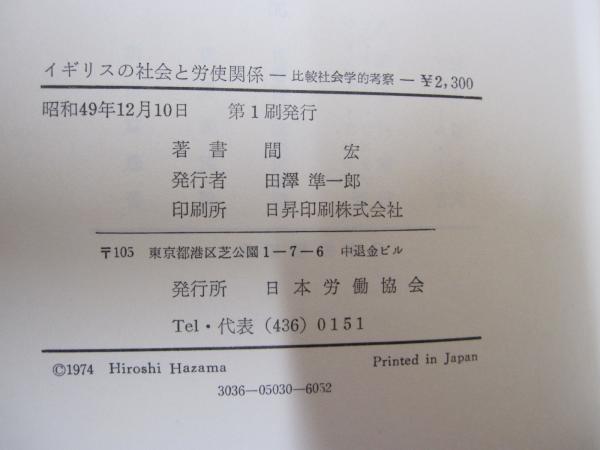 イギリスの社会と労使関係 ― 比較社会学的考察 ― ¥2,300
昭和49年12月10日 第1刷発行
著書 間宏
発行者 田澤準一郎
印刷所 日昇印刷株式会社
〒105 東京都港区芝公園1-7-6 中退金ビル
発行所 日本労働協会
Tel・代表 (436) 0151
©1974 Hiroshi Hazama Printed in Japan
3036-05030-6052